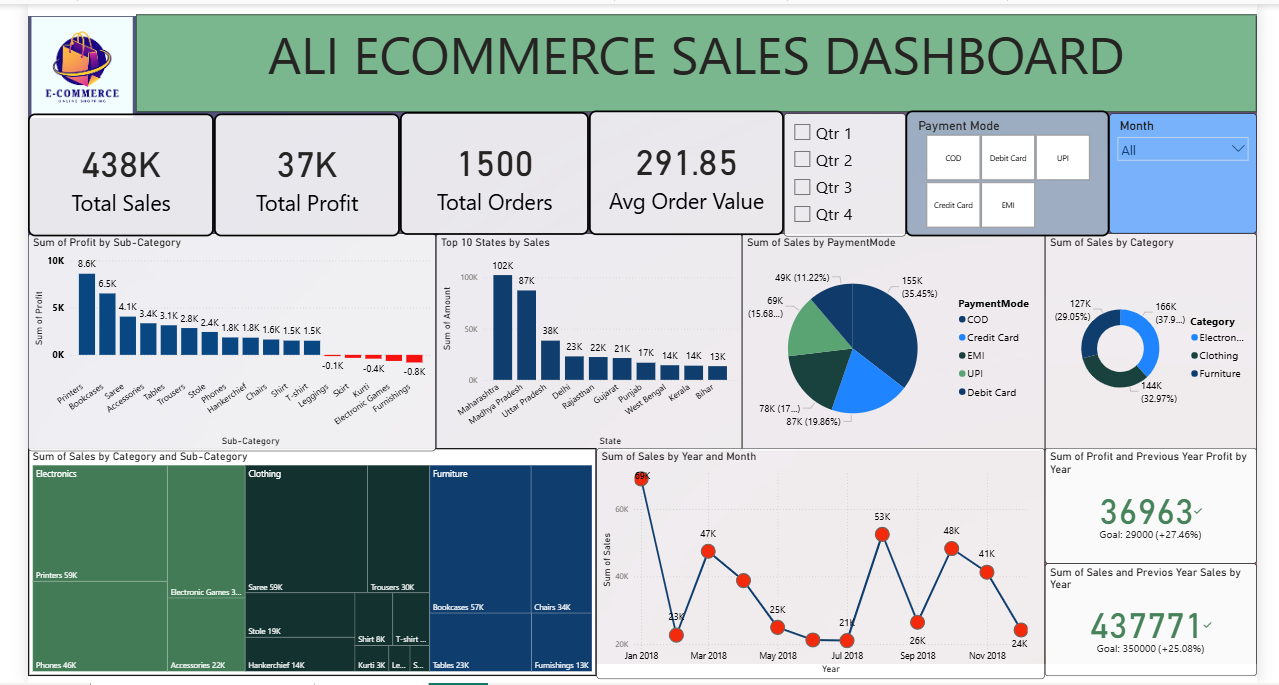 E-COMMERCE
ONLINE SHOPPING
ALI ECOMMERCE SALES DASHBOARD
438K
Total Sales
37K
Total Profit
1500
Total Orders
291.85
Avg Order Value
Qtr 1
Qtr 2
Qtr 3
Qtr 4
Payment Mode
COD
Debit Card
UPI
Credit Card
EMI
Month
All
Sum of Profit by Sub-Category
Sum of Profit
10K
5K
0K
8.6K
6.5K
4.1K
3.4K
3.1K
2.8K
2.4K
1.8K
1.8K
1.6K
1.5K
1.5K
-0.1K
-0.4K
-0.8K
Printers
Bookcases
Saree
Accessories
Tables
Trousers
Stole
Phones
Hankerchief
Chairs
Shirt
T-shirt
Leggings
Skirt
Kurti
Electronic Games
Furnishings
Sub-Category
Top 10 States by Sales
Sum of Amount
100K
50K
0K
102K
87K
38K
23K
22K
21K
17K
14K
14K
13K
Maharashtra
Madhya Pradesh
Uttar Pradesh
Delhi
Rajasthan
Gujarat
Punjab
West Bengal
Kerala
Bihar
State
Sum of Sales by PaymentMode
49K (11.22%)
155K
(35.45%)
69K
(15.68...)
78K (17...)
87K (19.86%)
PaymentMode
COD
Credit Card
EMI
UPI
Debit Card
Sum of Sales by Category
127K
(29.05%)
166K
(37.9...)
144K
(32.97%)
Category
Electron...
Clothing
Furniture
Sum of Sales by Category and Sub-Category
Electronics
Printers 59K
Phones 46K
Electronic Games 3...
Accessories 22K
Clothing
Saree 59K
Trousers 30K
Stole 19K
Hankerchief 14K
Shirt 8K
T-shirt ...
Kurti 3K
Le...
S...
Furniture
Bookcases 57K
Chairs 34K
Tables 23K
Furnishings 13K
Sum of Sales by Year and Month
Sum of Sales
60K
40K
20K
69K
23K
47K
25K
21K
53K
26K
48K
41K
24K
Jan 2018
Mar 2018
May 2018
Jul 2018
Sep 2018
Nov 2018
Year
Sum of Profit and Previous Year Profit by
Year
36963
Goal: 29000 (+27.46%)
Sum of Sales and Previos Year Sales by
Year
437771
Goal: 350000 (+25.08%)